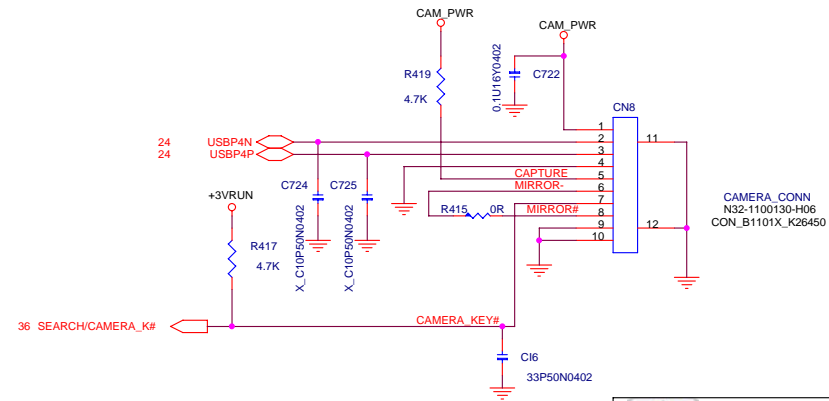 CAM_PWR
CAM_PWR
R419
4.7K
0.1U16Y0402
C722
CN8
24 USBP4N
24 USBP4P
1
2
3
4
5
6
7
8
9
10
11
12
CAPTURE
MIRROR-
MIRROR#
R415 0R
C724
C725
X_C10P50N0402
X_C10P50N0402
CAMERA_CONN
N32-1100130-H06
CON_B1101X_K26450
+3VRUN
R417
4.7K
36 SEARCH/CAMERA_K#
CAMERA_KEY#
CI6
33P50N0402